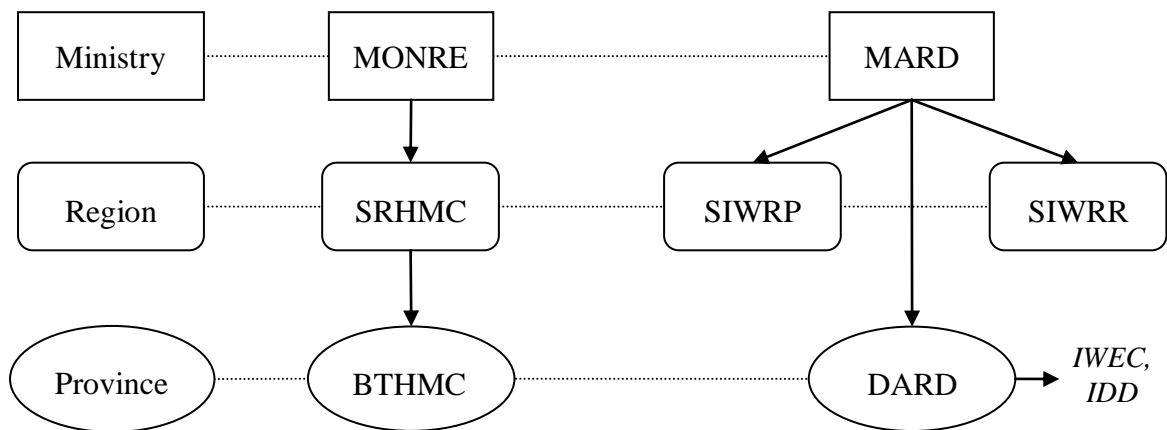 Ministry
MONRE
MARD
Region
SRHMC
SIWRP
SIWRR
Province
BTHMC
DARD
IWEC,
IDD